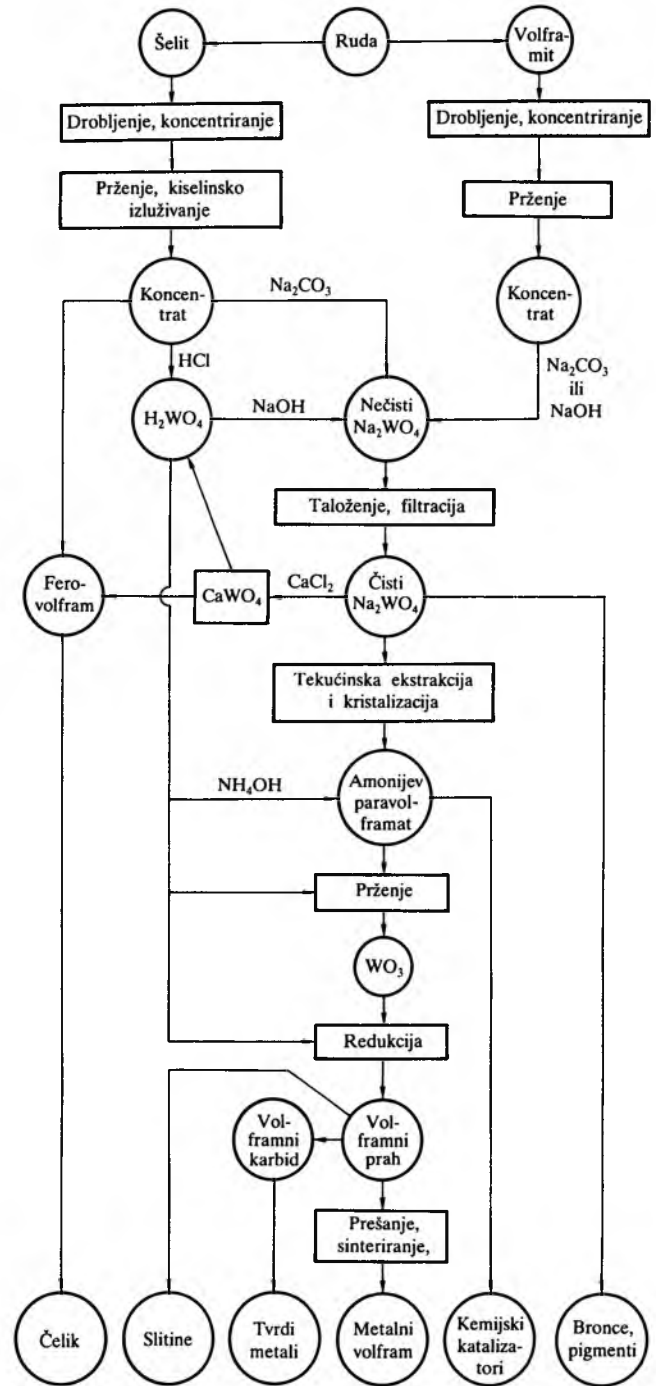 Šelit
Ruda
Volfra-
mit
Drobljenje, koncentriranje
Drobljenje, koncentriranje
Prženje, kiselinsko
izluživanje
Prženje
Koncen-
trat
Na₂CO₃
Koncen-
trat
HCl
Na₂CO₃
ili
NaOH
H₂WO₄
NaOH
Nečisti
Na₂WO₄
Taloženje, filtracija
Fero-
volfram
CaWO₄
CaCl₂
Čisti
Na₂WO₄
Tekućinska ekstrakcija
i kristalizacija
NH₄OH
Amonijev
paravol-
framat
Prženje
WO₃
Redukcija
Vol-
framni
karbid
Vol-
framni
prah
Prešanje,
sinteriranje,
Čelik
Slitine
Tvrdi
metali
Metalni
volfram
Kemijski
kataliza-
tori
Bronce,
pigmenti